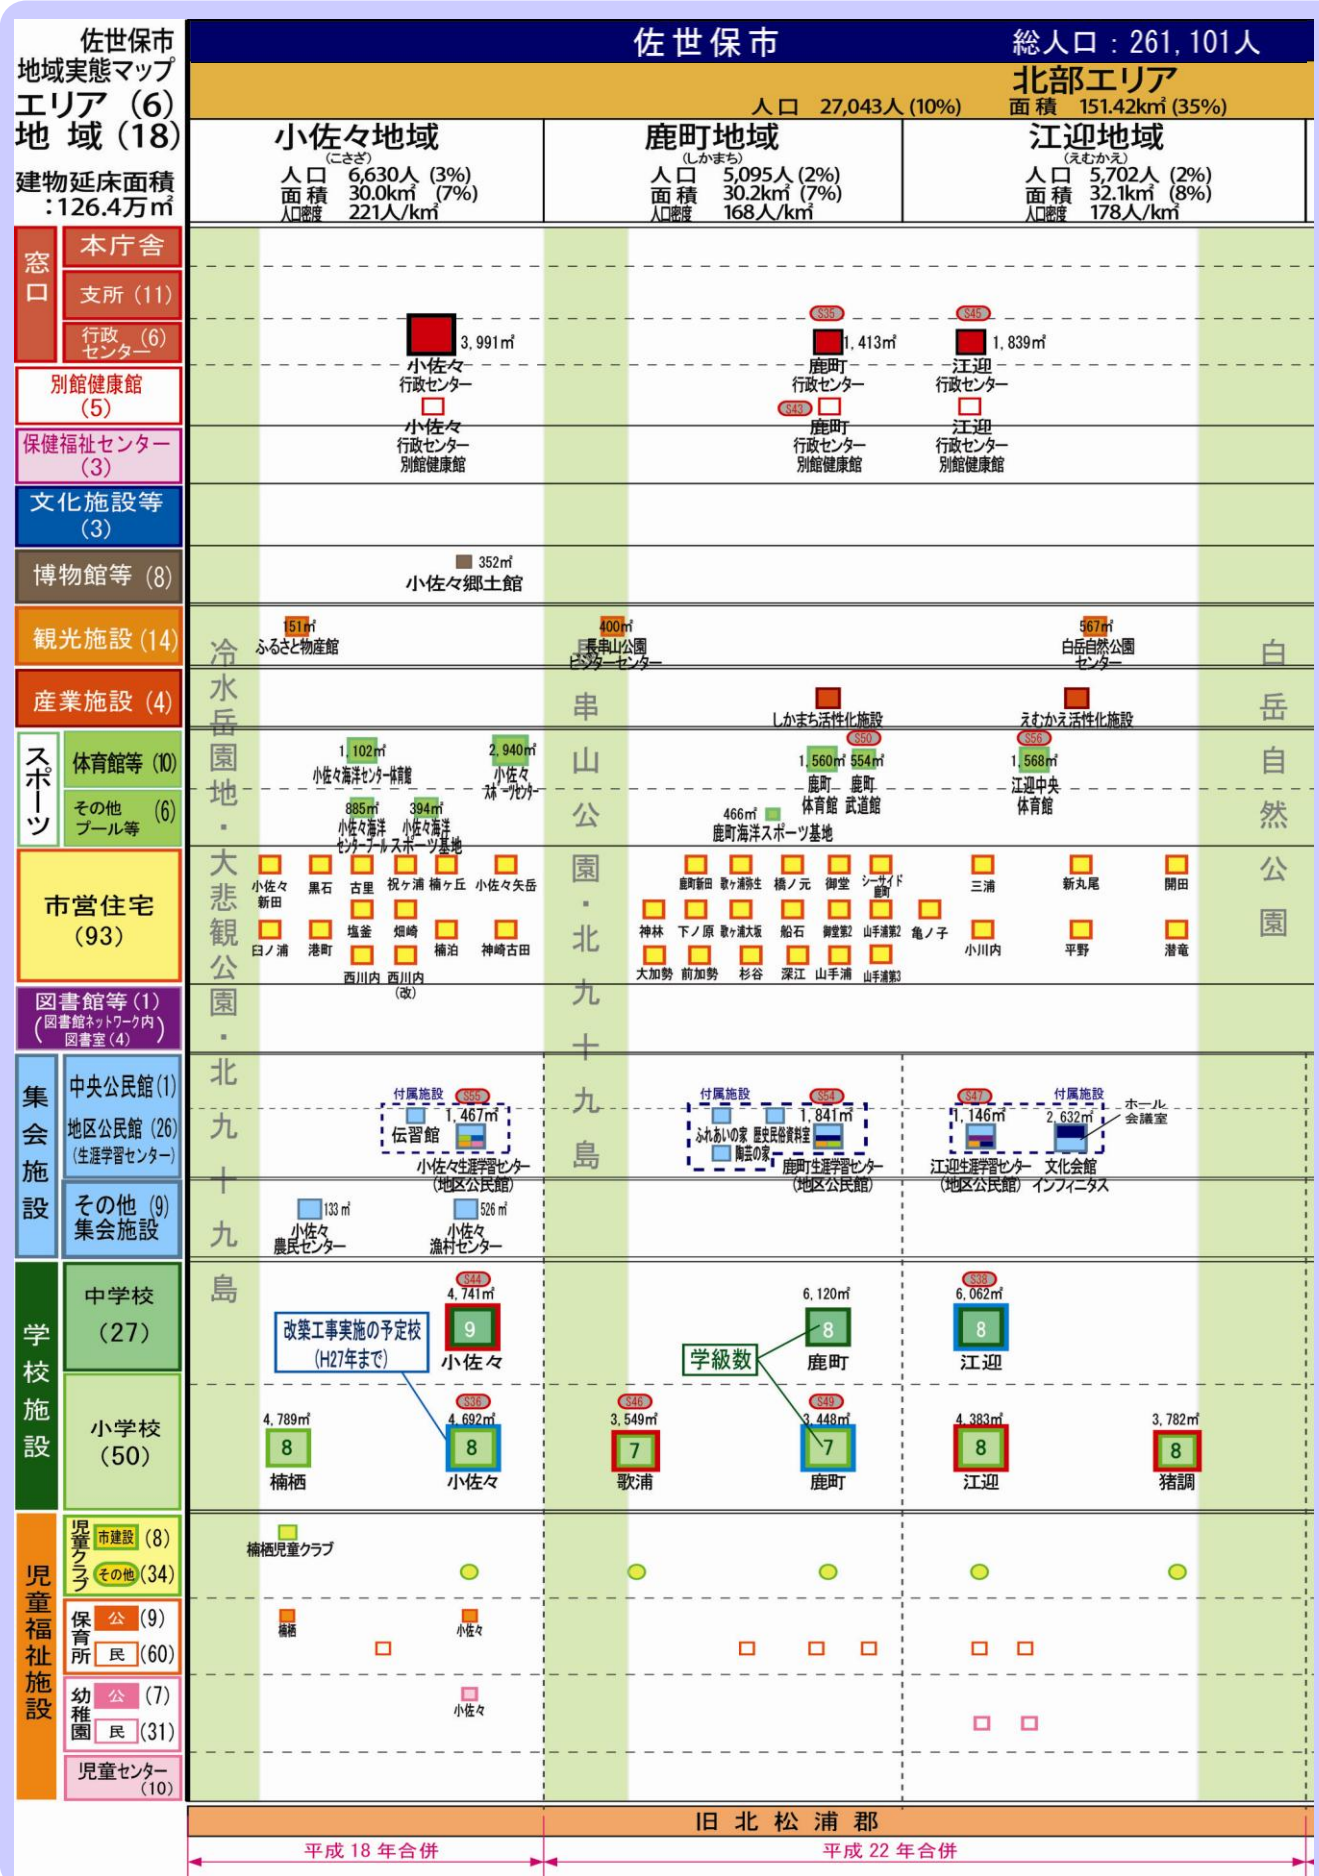 佐世保市
地域実態マップ
エリア (6)
地 域 (18)
建物延床面積
:126.4万㎡
佐世保市
総人口：261,101人
北部エリア
人口 27,043人 (10%)
面積 151.42k㎡ (35%)
小佐々地域
(こさざ)
人口 6,630人 (3%)
面積 30.0k㎡ (7%)
人口密度 221人/k㎡
鹿町地域
(しかまち)
人口 5,095人 (2%)
面積 30.2k㎡ (7%)
人口密度 168人/k㎡
江迎地域
(えむかえ)
人口 5,702人 (2%)
面積 32.1k㎡ (8%)
人口密度 178人/k㎡
窓口
本庁舎
支所 (11)
行政
センター (6)
S35
S45
3,991㎡
1,413㎡
1,839㎡
小佐々
行政センター
鹿町
行政センター
江迎
行政センター
別館健康館
(5)
S43
小佐々
行政センター
別館健康館
鹿町
行政センター
別館健康館
江迎
行政センター
別館健康館
保健福祉センター
(3)
文化施設等
(3)
博物館等 (8)
352㎡
小佐々郷土館
観光施設 (14)
151㎡
ふるさと物産館
400㎡
長串山公園
ビジターセンター
567㎡
白岳自然公園
センター
冷水岳園地・大悲観公園・北九十九島
長串山公園・北九十九島
白岳自然公園
産業施設 (4)
しかまち活性化施設
えむかえ活性化施設
スポーツ
体育館等 (10)
1,102㎡
小佐々海洋センター体育館
2,940㎡
小佐々
スポーツセンター
1,560㎡
鹿町
体育館
S50
554㎡
鹿町
武道館
S56
1,568㎡
江迎中央
体育館
その他
プール等 (6)
885㎡
小佐々海洋
センタープール
394㎡
小佐々海洋
スポーツ基地
466㎡
鹿町海洋スポーツ基地
市営住宅
(93)
小佐々
新田
黒石
古里
祝ヶ浦
楠ヶ丘
小佐々矢岳
塩釜
畑崎
臼ノ浦
港町
楠泊
神崎古田
西川内
西川内
(改)
鹿町新田
歌ヶ浦弥生
橋ノ元
御堂
シーサイド
鹿町
神林
下ノ原
歌ヶ浦大坂
船石
御堂第2
山手浦第2
亀ノ子
大加勢
前加勢
杉谷
深江
山手浦
山手浦第3
三浦
新丸尾
開田
小川内
平野
潜竜
図書館等 (1)
(図書館ネットワーク内
図書室 (4))
集会施設
中央公民館 (1)
地区公民館 (26)
(生涯学習センター)
付属施設
S55
1,467㎡
伝習館
小佐々生涯学習センター
(地区公民館)
付属施設
S54
1,841㎡
ふれあいの家
歴史民俗資料室
陶芸の家
鹿町生涯学習センター
(地区公民館)
S47
付属施設
1,146㎡
2,632㎡
ホール
会議室
江迎生涯学習センター
(地区公民館)
文化会館
インフィニタス
その他 (9)
集会施設
133㎡
小佐々
農民センター
526㎡
小佐々
漁村センター
学校施設
中学校
(27)
改築工事実施の予定校
(H27年まで)
S44
4,741㎡
9
小佐々
学級数
6,120㎡
8
鹿町
S38
6,062㎡
8
江迎
小学校
(50)
4,789㎡
8
楠栖
S36
4,692㎡
8
小佐々
S46
3,549㎡
7
歌浦
S49
3,448㎡
7
鹿町
4,383㎡
8
江迎
3,782㎡
8
猪調
児童福祉施設
児童クラブ
市建設 (8)
その他 (34)
楠栖児童クラブ
保育所
公 (9)
民 (60)
楠栖
小佐々
幼稚園
公 (7)
民 (31)
小佐々
児童センター
(10)
旧北松浦郡
平成 18 年合併
平成 22 年合併